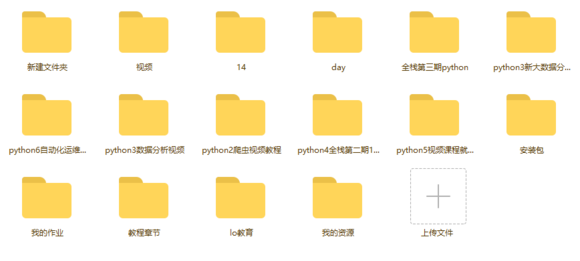 新建文件夹
视频
14
day
全栈第三期python
python3新大数据分...
python6自动化运维...
python3数据分析视频
python2爬虫视频教程
python4全栈第二期1...
python5视频课程就...
安装包
我的作业
教程章节
lo教育
我的资源
上传文件